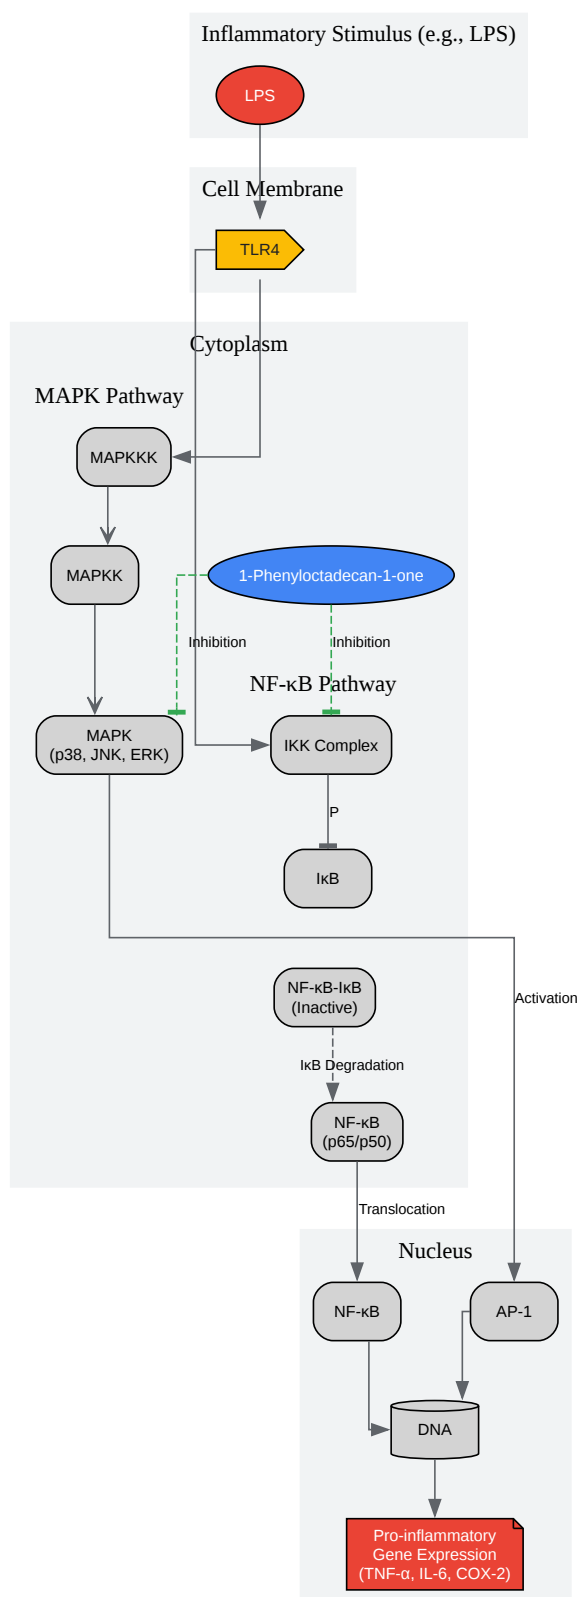 Inflammatory Stimulus (e.g., LPS)
LPS
Cell Membrane
TLR4
Cytoplasm
MAPK Pathway
MAPKKK
MAPKK
1-Phenyloctadecan-1-one
Inhibition
Inhibition
NF-κB Pathway
MAPK
(p38, JNK, ERK)
IKK Complex
P
IκB
NF-κB-IκB
(Inactive)
Activation
IκB Degradation
NF-κB
(p65/p50)
Translocation
Nucleus
NF-κB
AP-1
DNA
Pro-inflammatory
Gene Expression
(TNF-α, IL-6, COX-2)